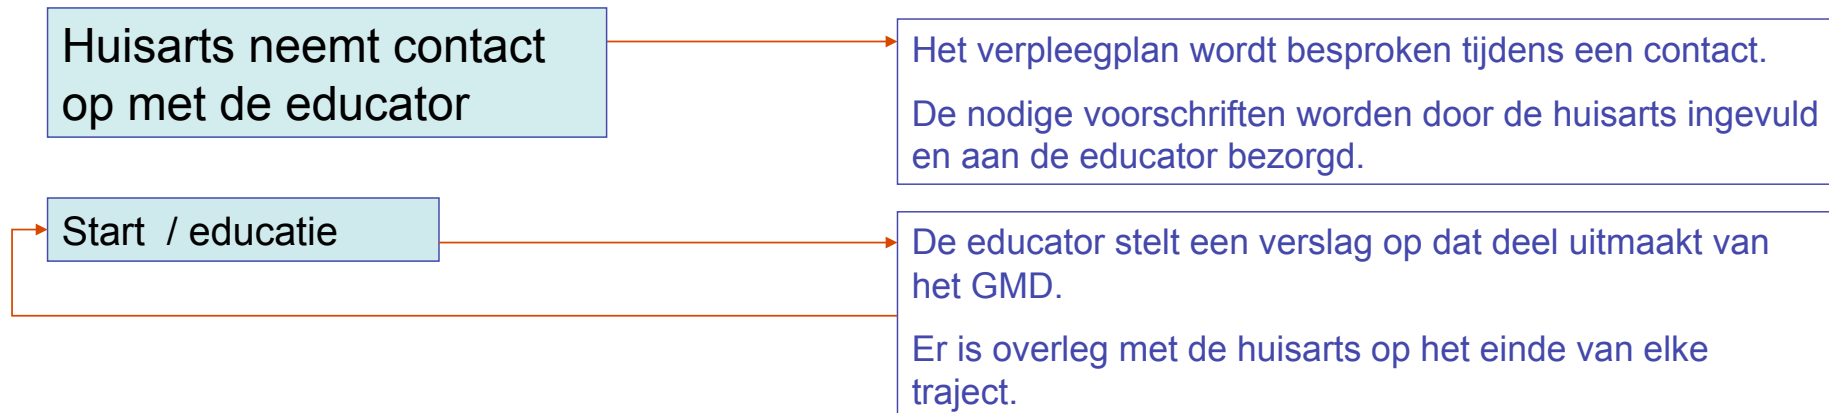 Huisarts neemt contact
op met de educator
Het verpleegplan wordt besproken tijdens een contact.
De nodige voorschriften worden door de huisarts ingevuld
en aan de educator bezorgd.
Start / educatie
De educator stelt een verslag op dat deel uitmaakt van
het GMD.
Er is overleg met de huisarts op het einde van elke
traject.